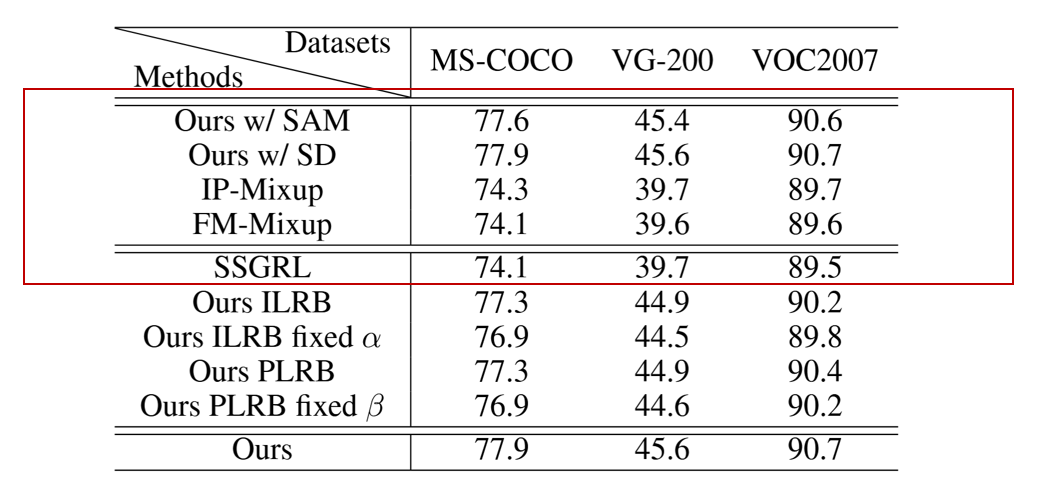 Datasets
Methods MS-COCO VG-200 VOC2007
Ours w/ SAM 77.6 45.4 90.6
Ours w/ SD 77.9 45.6 90.7
IP-Mixup 74.3 39.7 89.7
FM-Mixup 74.1 39.6 89.6
SSGRL 74.1 39.7 89.5
Ours ILRB 77.3 44.9 90.2
Ours ILRB fixed α 76.9 44.5 89.8
Ours PLRB 77.3 44.9 90.4
Ours PLRB fixed β 76.9 44.6 90.2
Ours 77.9 45.6 90.7